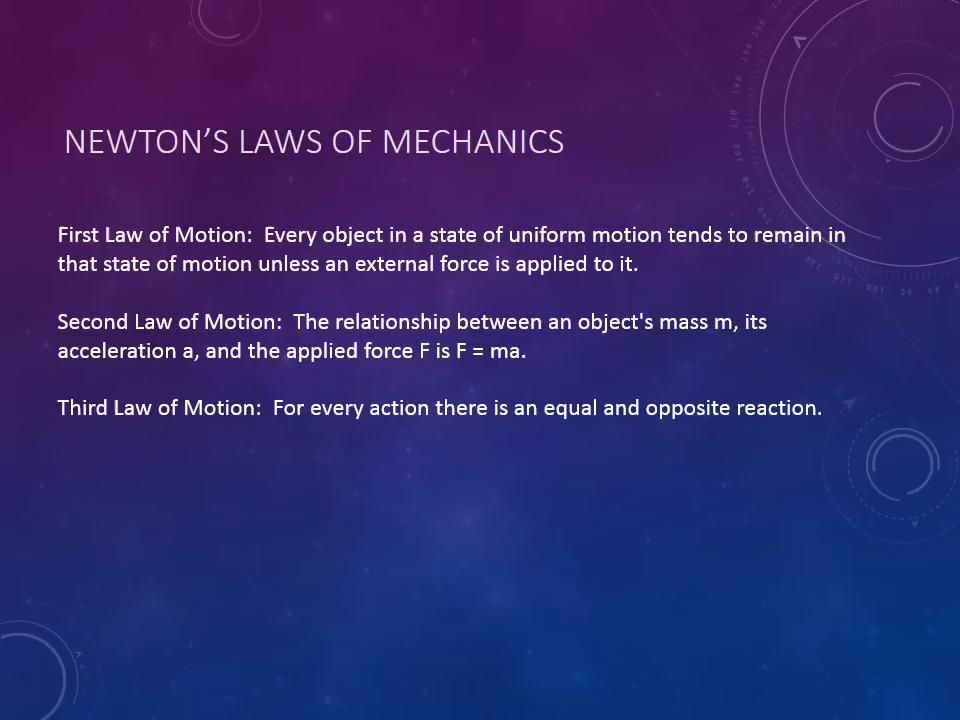 NEWTON’S LAWS OF MECHANICS
First Law of Motion:  Every object in a state of uniform motion tends to remain in
that state of motion unless an external force is applied to it.
Second Law of Motion:  The relationship between an object's mass m, its
acceleration a, and the applied force F is F = ma.
Third Law of Motion:  For every action there is an equal and opposite reaction.